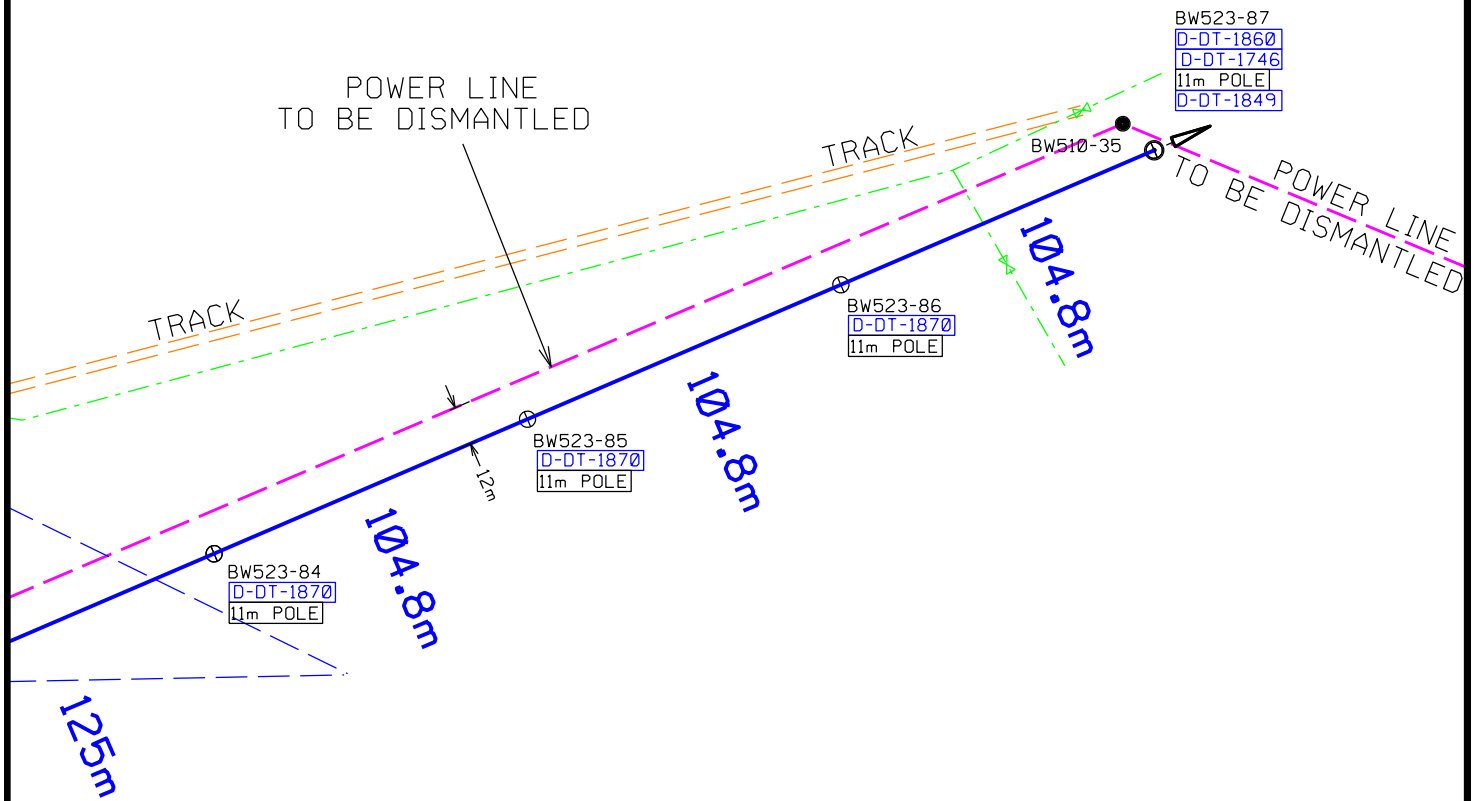 BW523-87
D-DT-1860
D-DT-1746
11m POLE
D-DT-1849
POWER LINE
TO BE DISMANTLED
TRACK
BW510-35
POWER LINE
TO BE DISMANTLED
104.8m
BW523-86
D-DT-1870
11m POLE
TRACK
104.8m
BW523-85
D-DT-1870
11m POLE
12m
104.8m
BW523-84
D-DT-1870
11m POLE
125m